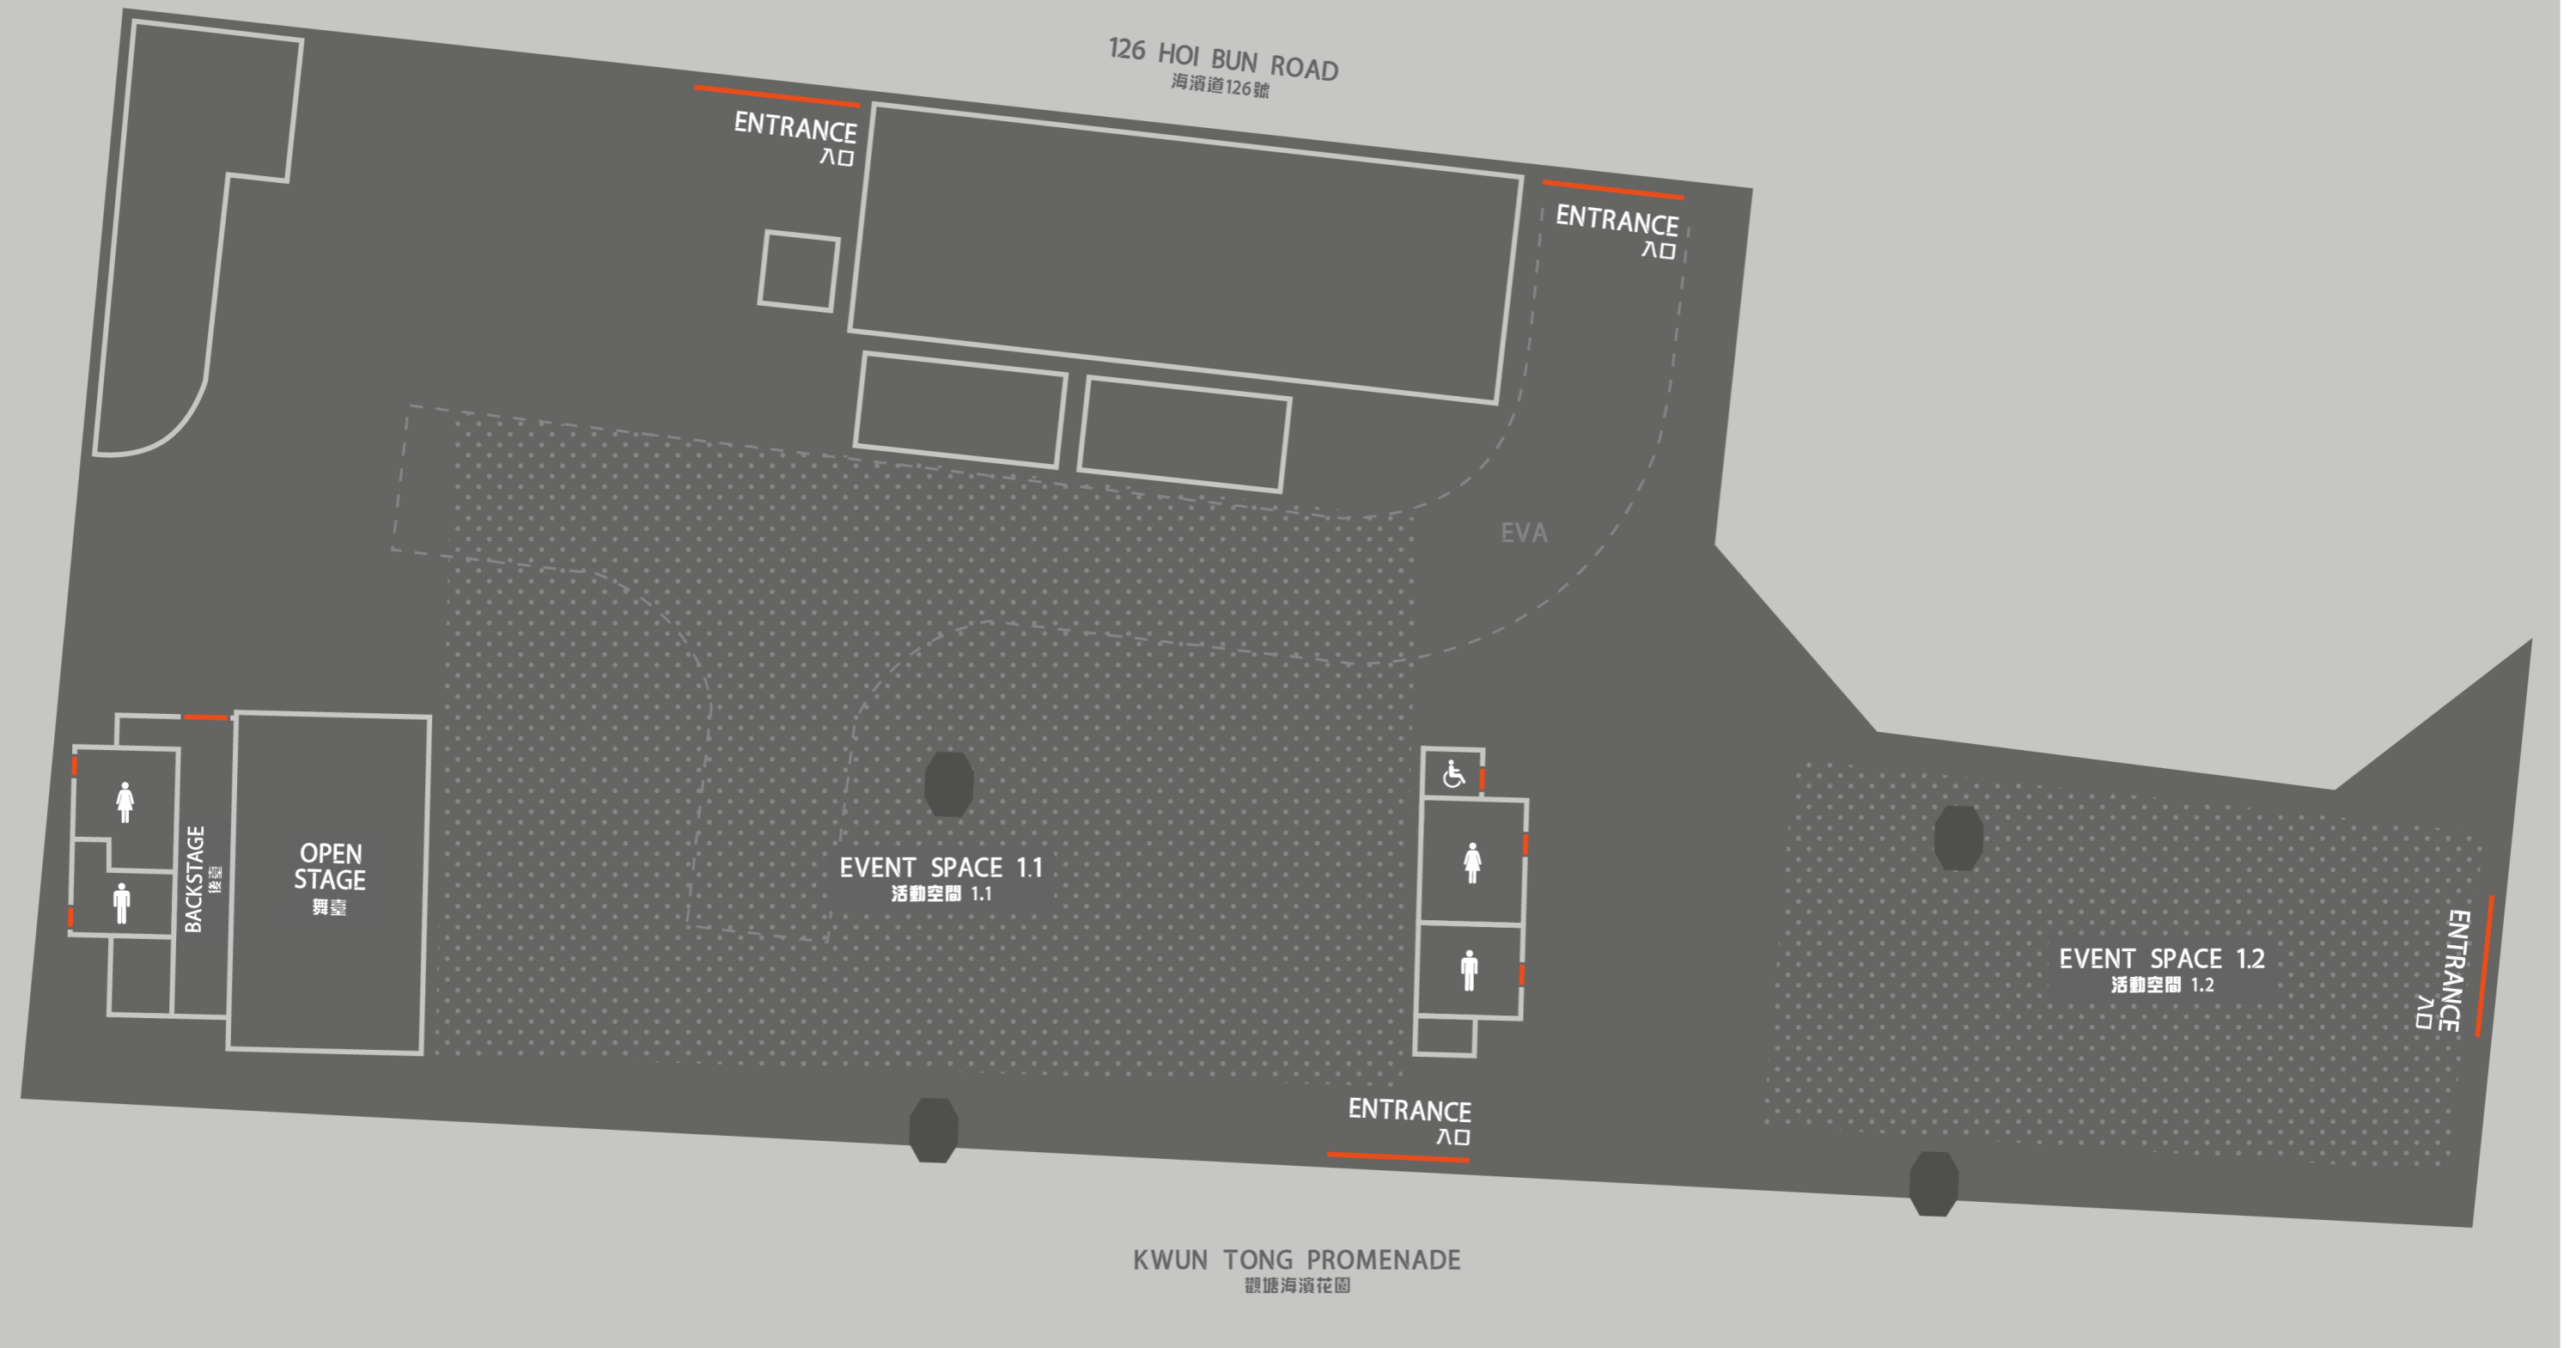 126 HOI BUN ROAD
海濱道126號
ENTRANCE
入口
ENTRANCE
入口
EVA
BACKSTAGE
後臺
OPEN
STAGE
舞臺
EVENT SPACE 1.1
活動空間 1.1
EVENT SPACE 1.2
活動空間 1.2
ENTRANCE
入口
ENTRANCE
入口
KWUN TONG PROMENADE
觀塘海濱花園